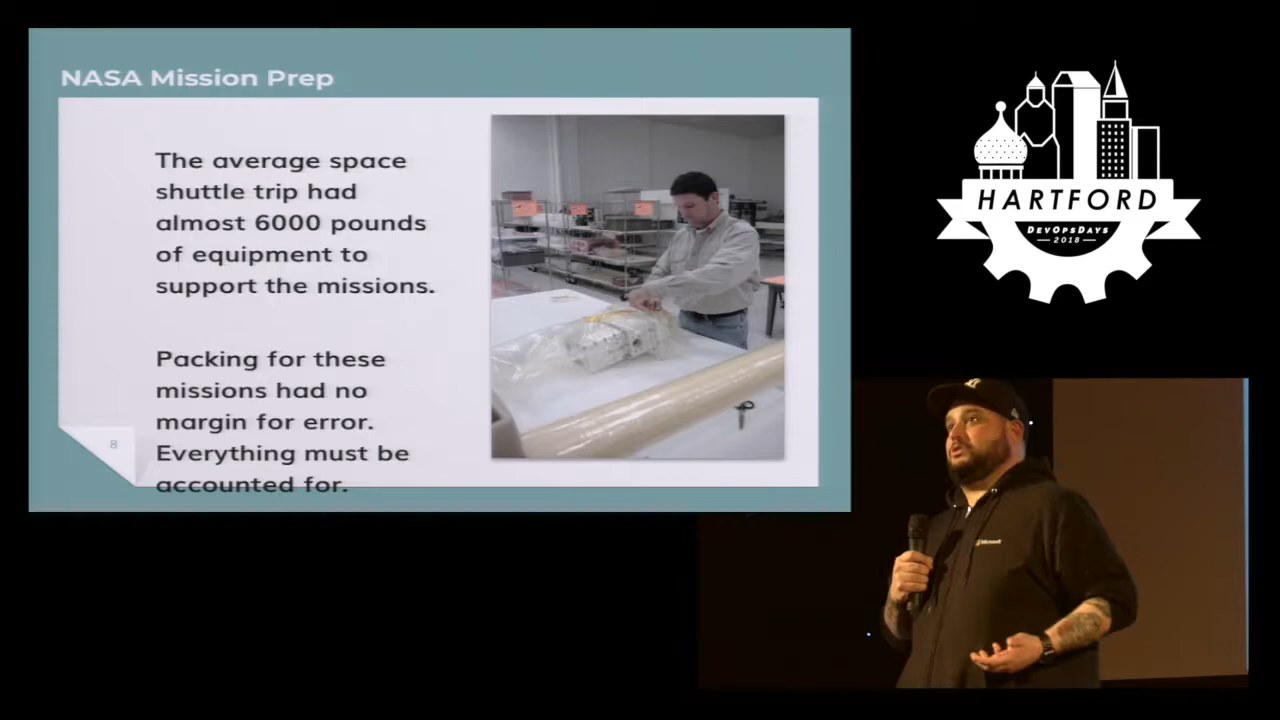 NASA Mission Prep
The average space
shuttle trip had
almost 6000 pounds
of equipment to
support the missions.
Packing for these
missions had no
margin for error.
Everything must be
accounted for.
8
HARTFORD
DEVOPSDAYS
2018
Microsoft